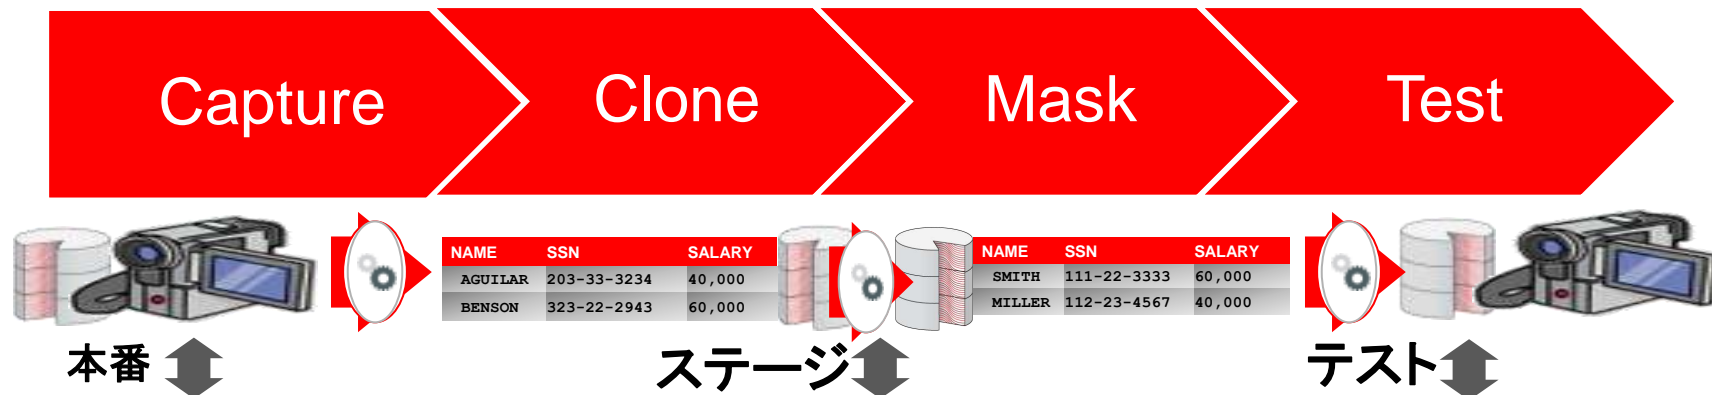 Capture Clone Mask Test
NAME SSN SALARY
AGUILAR 203-33-3234 40,000
BENSON 323-22-2943 60,000
NAME SSN SALARY
SMITH 111-22-3333 60,000
MILLER 112-23-4567 40,000
本番 ステージ テスト